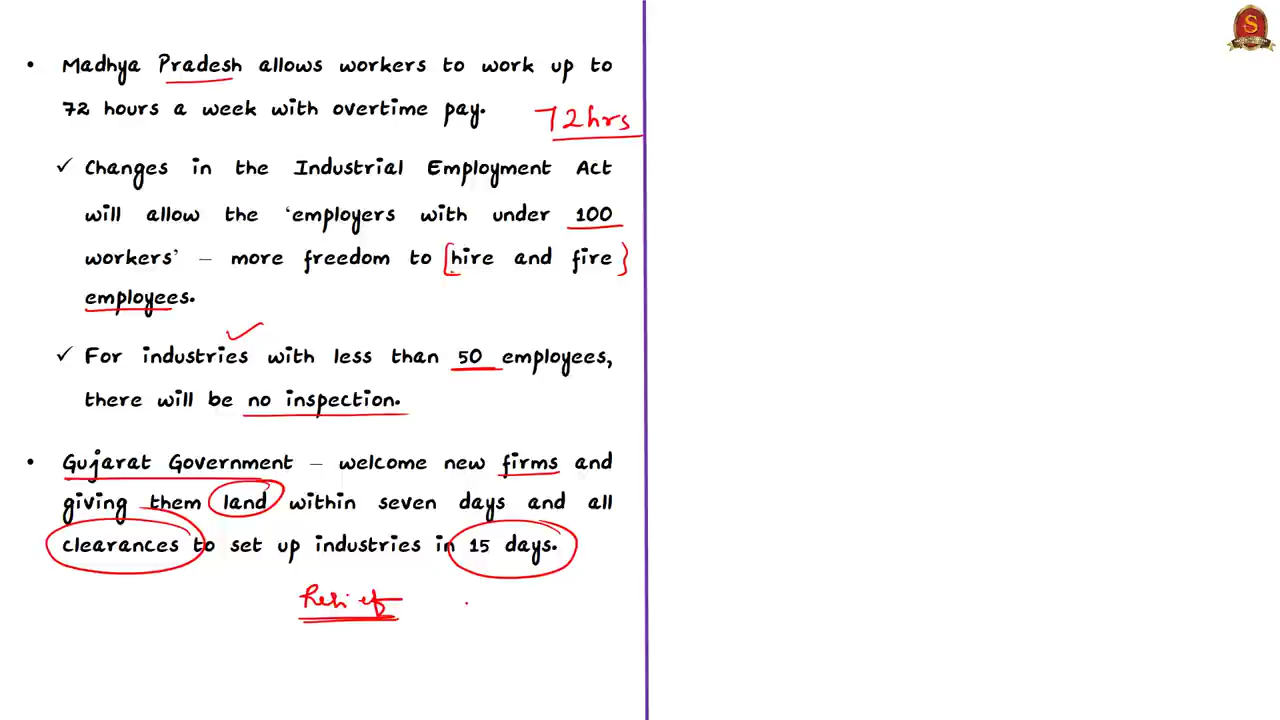 • Madhya Pradesh allows workers to work up to
72 hours a week with overtime pay.
72hrs
✓ Changes in the Industrial Employment Act
will allow the 'employers with under 100
workers' – more freedom to [hire and fire}
employees.
✓ For industries with less than 50 employees,
there will be no inspection.
• Gujarat Government – welcome new firms and
giving them land within seven days and all
clearances to set up industries in 15 days.
Relief
S